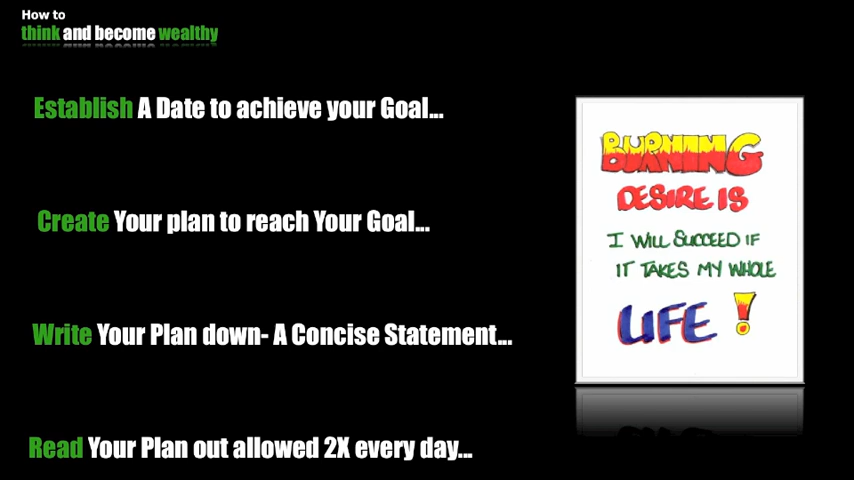 How to
think and become wealthy
Establish A Date to achieve your Goal...
Create Your plan to reach Your Goal...
Write Your Plan down- A Concise Statement...
Read Your Plan out allowed 2X every day...
BURNING
DESIRE IS
I WILL SUCCEED IF
IT TAKES MY WHOLE
LIFE!